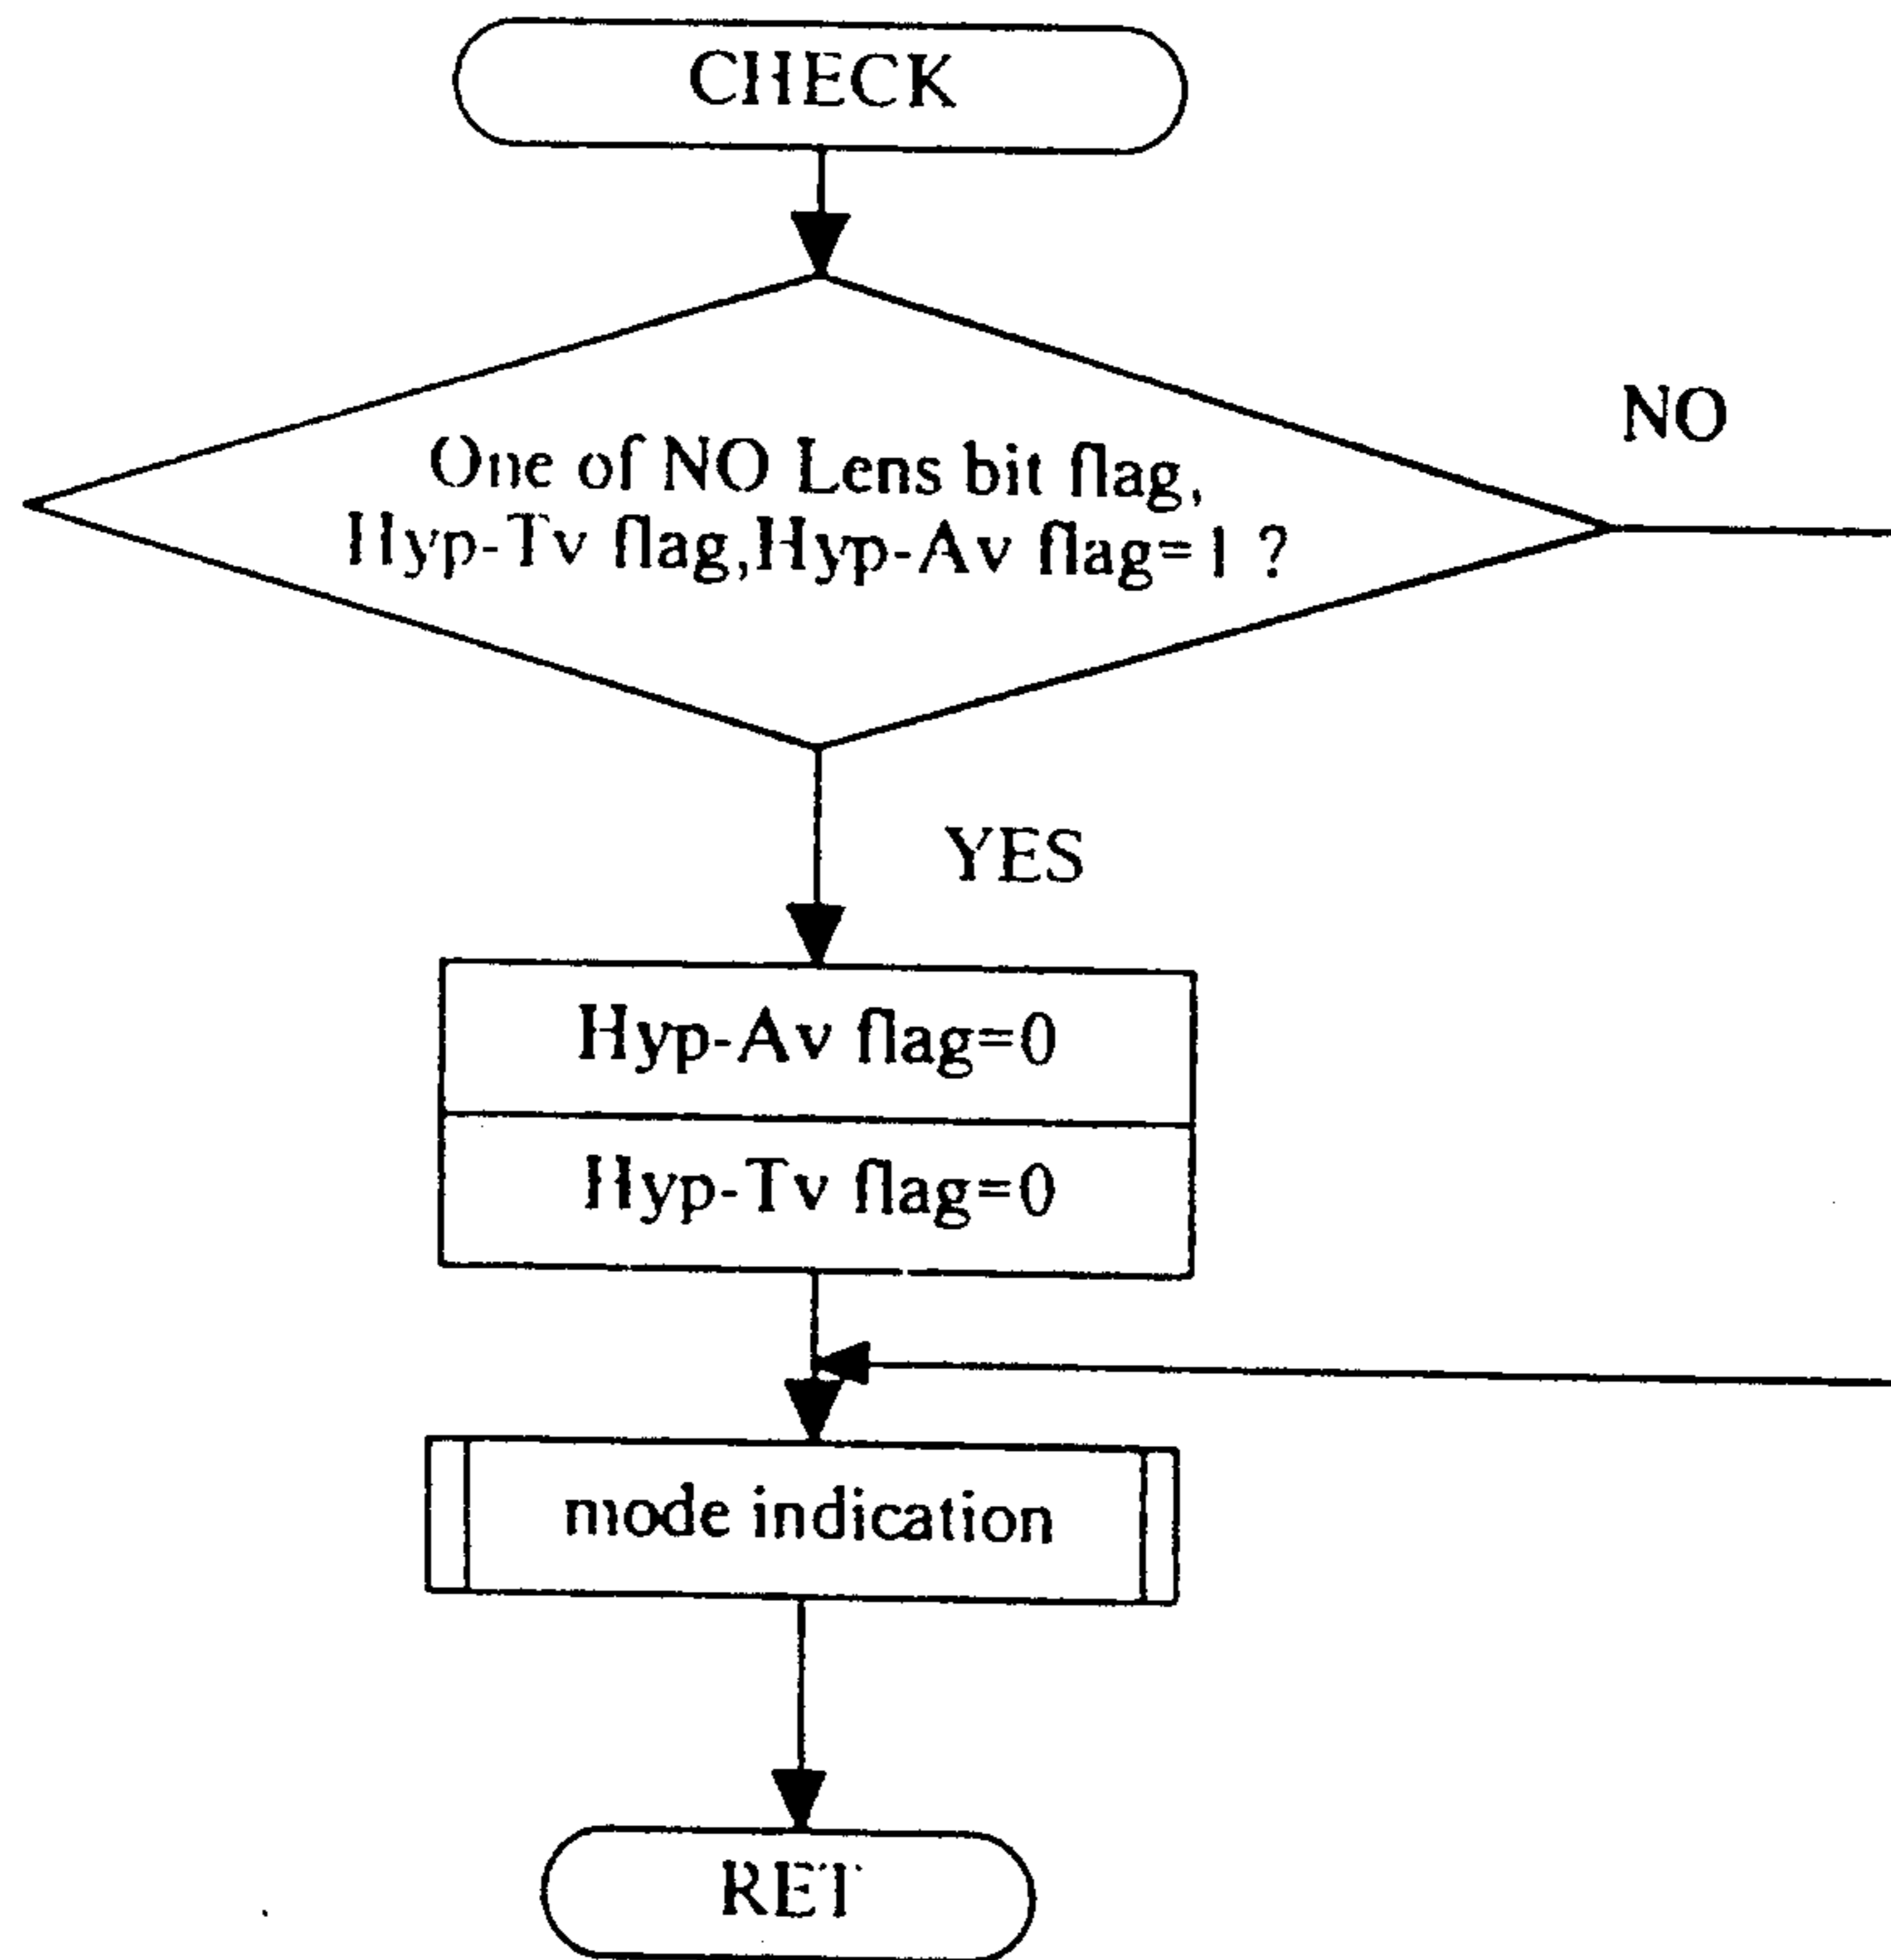 CHECK
One of NO Lens bit flag,
Hyp-Tv flag,Hyp-Av flag=1 ?
NO
YES
Hyp-Av flag=0
Hyp-Tv flag=0
mode indication
RET